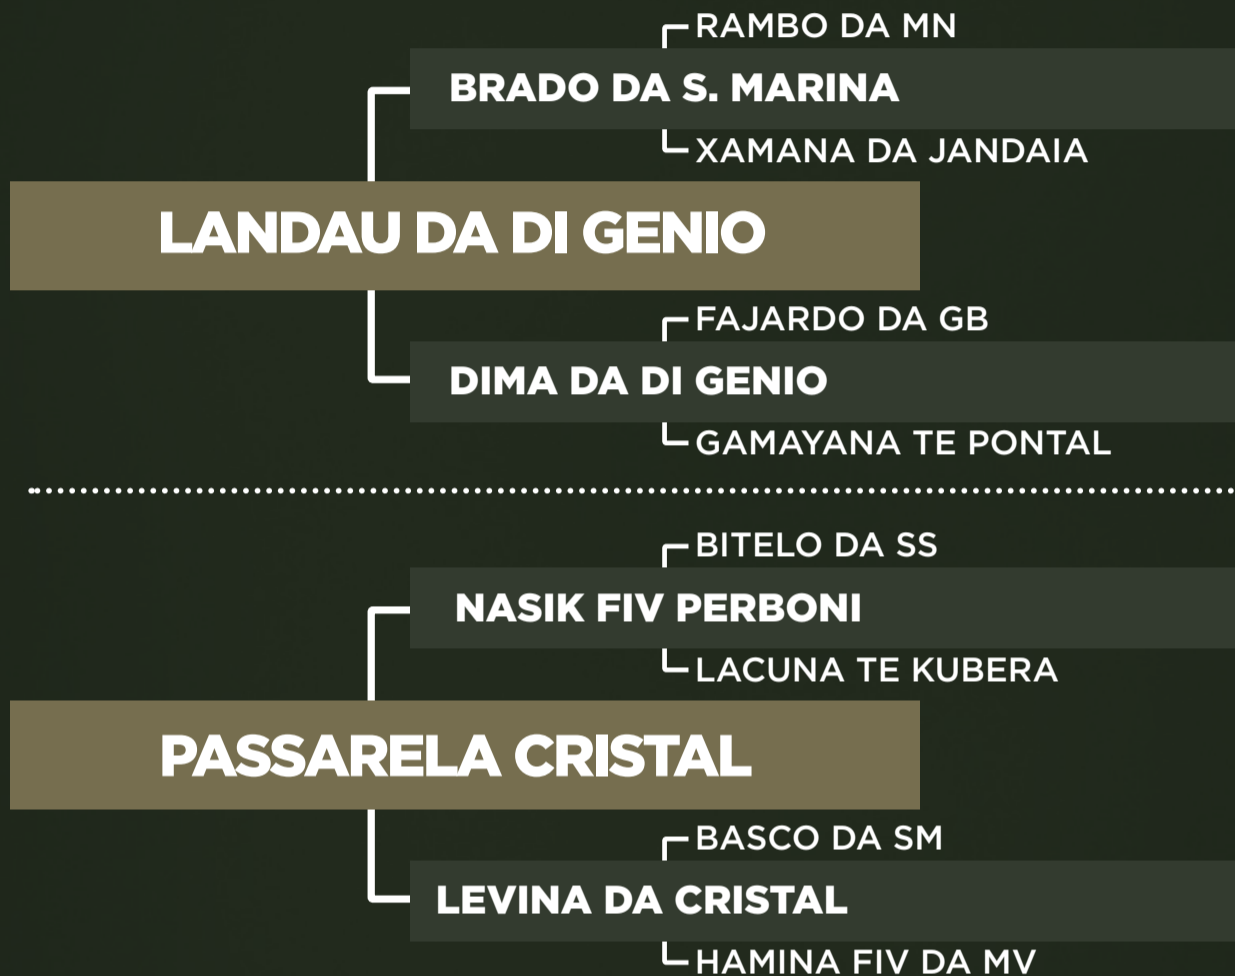 RAMBO DA MN
BRADO DA S. MARINA
XAMANA DA JANDAIA
LANDAU DA DI GENIO
FAJARDO DA GB
DIMA DA DI GENIO
GAMAYANA TE PONTAL
BITELO DA SS
NASIK FIV PERBONI
LACUNA TE KUBERA
PASSARELA CRISTAL
BASCO DA SM
LEVINA DA CRISTAL
HAMINA FIV DA MV